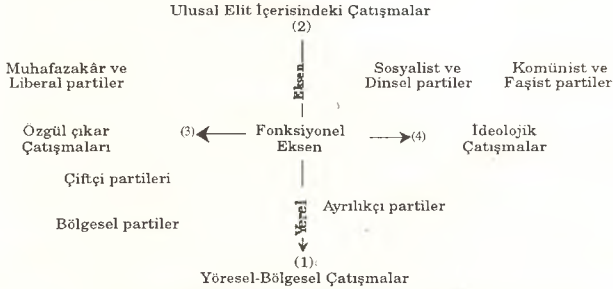 Ulusal Elit İçerisindeki Çatışmalar
(2)
Muhafazakâr ve
Liberal partiler
Eksen
Sosyalist ve
Dinsel partiler
Komünist ve
Faşist partiler
Özgül çıkar
Çatışmaları
(3)
Fonksiyonel
Eksen
(4)
İdeolojik
Çatışmalar
Çiftçi partileri
Bölgesel partiler
Yerel
Ayrılıkçı partiler
(1)
Yöresel-Bölgesel Çatışmalar